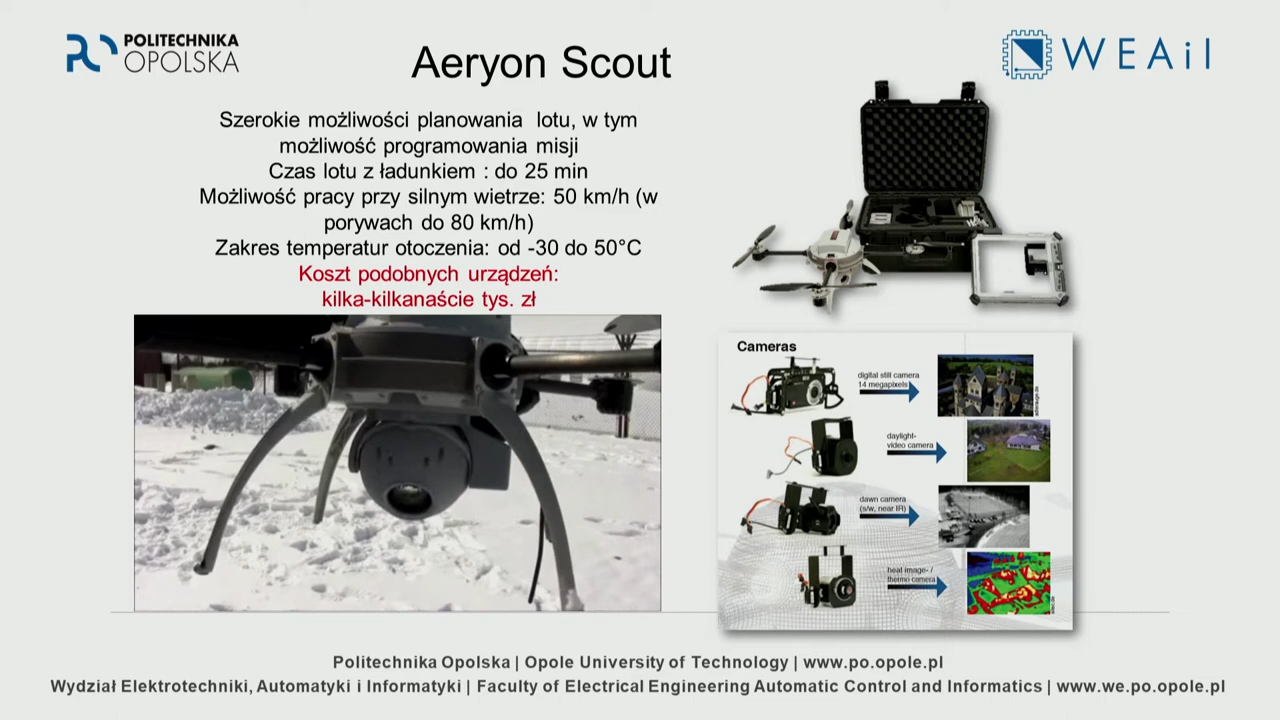 POLITECHNIKA
OPOLSKA
Aeryon Scout
WEAiI
Szerokie możliwości planowania lotu, w tym
możliwość programowania misji
Czas lotu z ładunkiem : do 25 min
Możliwość pracy przy silnym wietrze: 50 km/h (w
porywach do 80 km/h)
Zakres temperatur otoczenia: od -30 do 50°C
Koszt podobnych urządzeń:
kilka-kilkanaście tys. zł
Cameras
digital still camera
14 megapixels
daylight-
video camera
dawn camera
(s/w, near IR)
heat image- /
thermo camera
Politechnika Opolska | Opole University of Technology | www.po.opole.pl
Wydział Elektrotechniki, Automatyki i Informatyki | Faculty of Electrical Engineering Automatic Control and Informatics | www.we.po.opole.pl